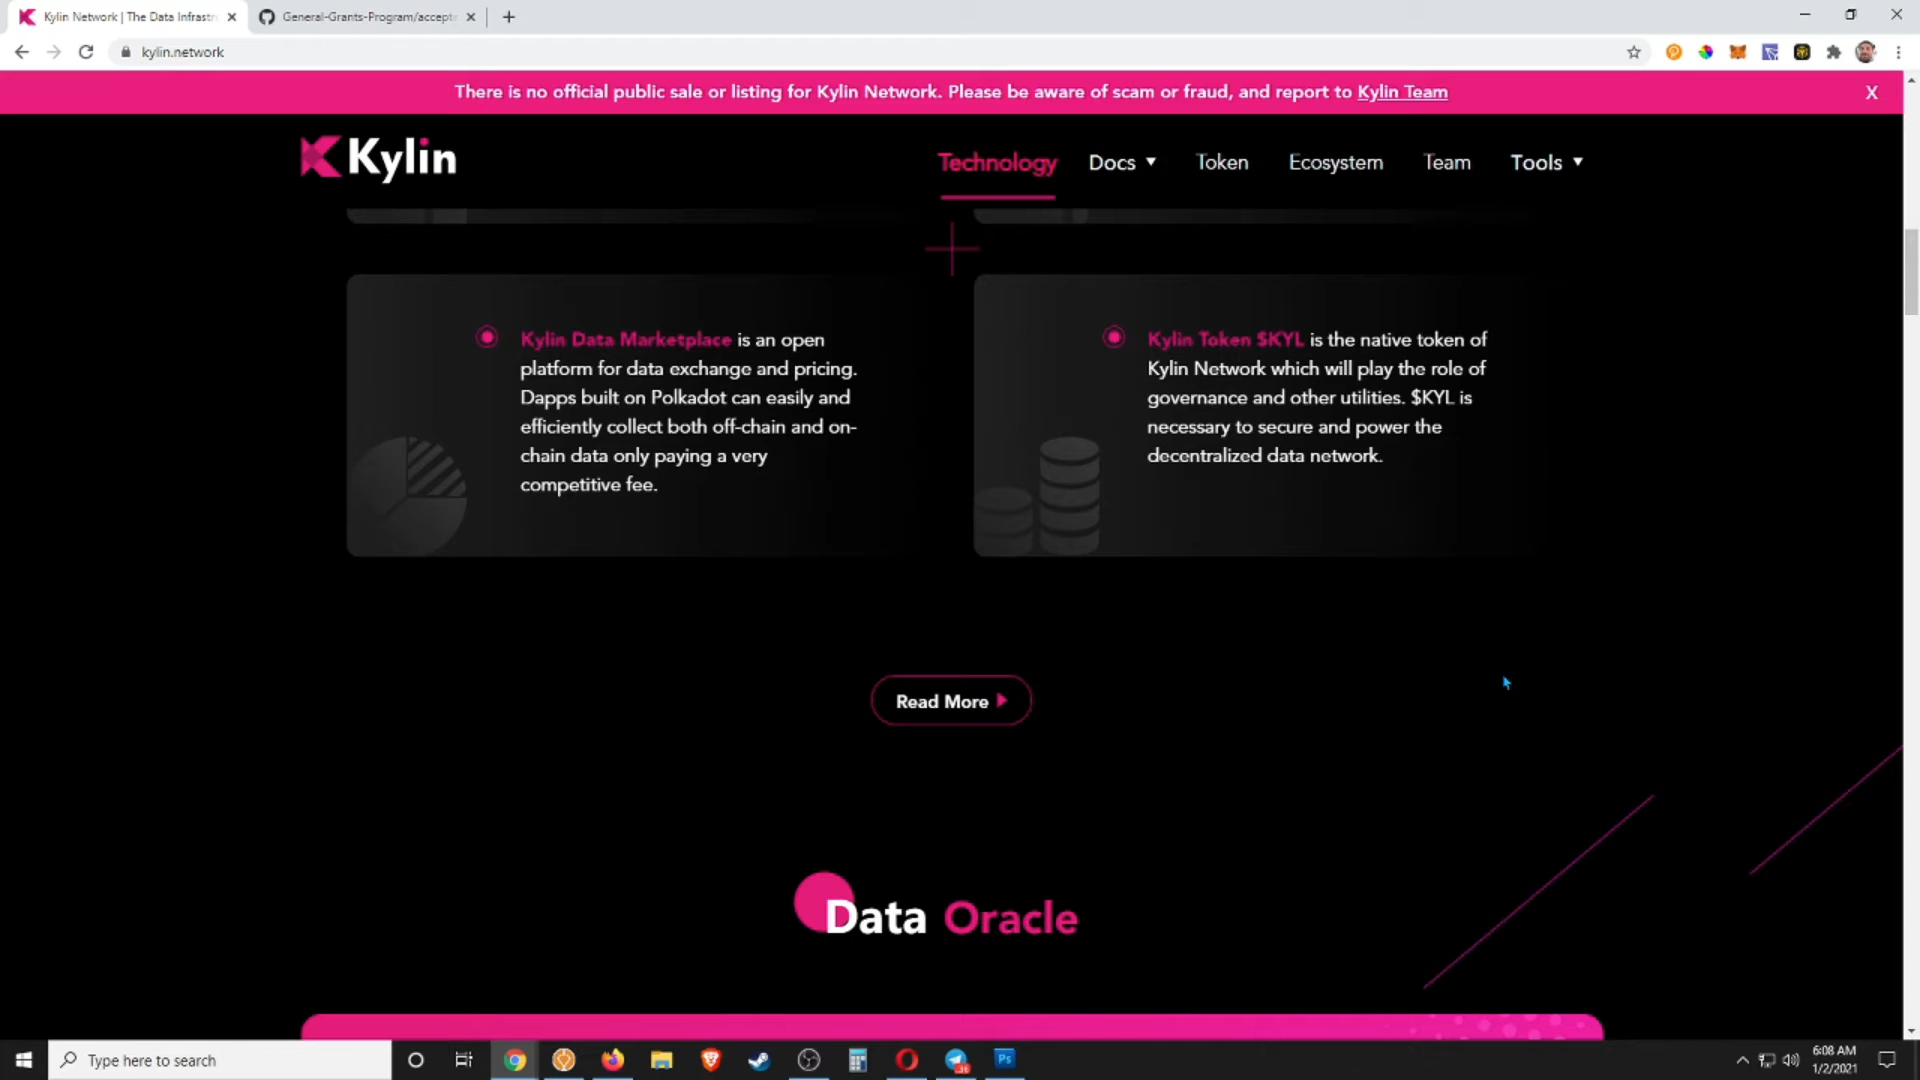 Kylin Network | The Data Infrastr
General-Grants-Program/accept
kylin.network
There is no official public sale or listing for Kylin Network. Please be aware of scam or fraud, and report to Kylin Team
X
Kylin
Technology
Docs
Token
Ecosystem
Team
Tools
Kylin Data Marketplace is an open
platform for data exchange and pricing.
Dapps built on Polkadot can easily and
efficiently collect both off-chain and on-
chain data only paying a very
competitive fee.
Kylin Token $KYL is the native token of
Kylin Network which will play the role of
governance and other utilities. $KYL is
necessary to secure and power the
decentralized data network.
Read More
Data Oracle
Type here to search
Ps
6:08 AM
1/2/2021